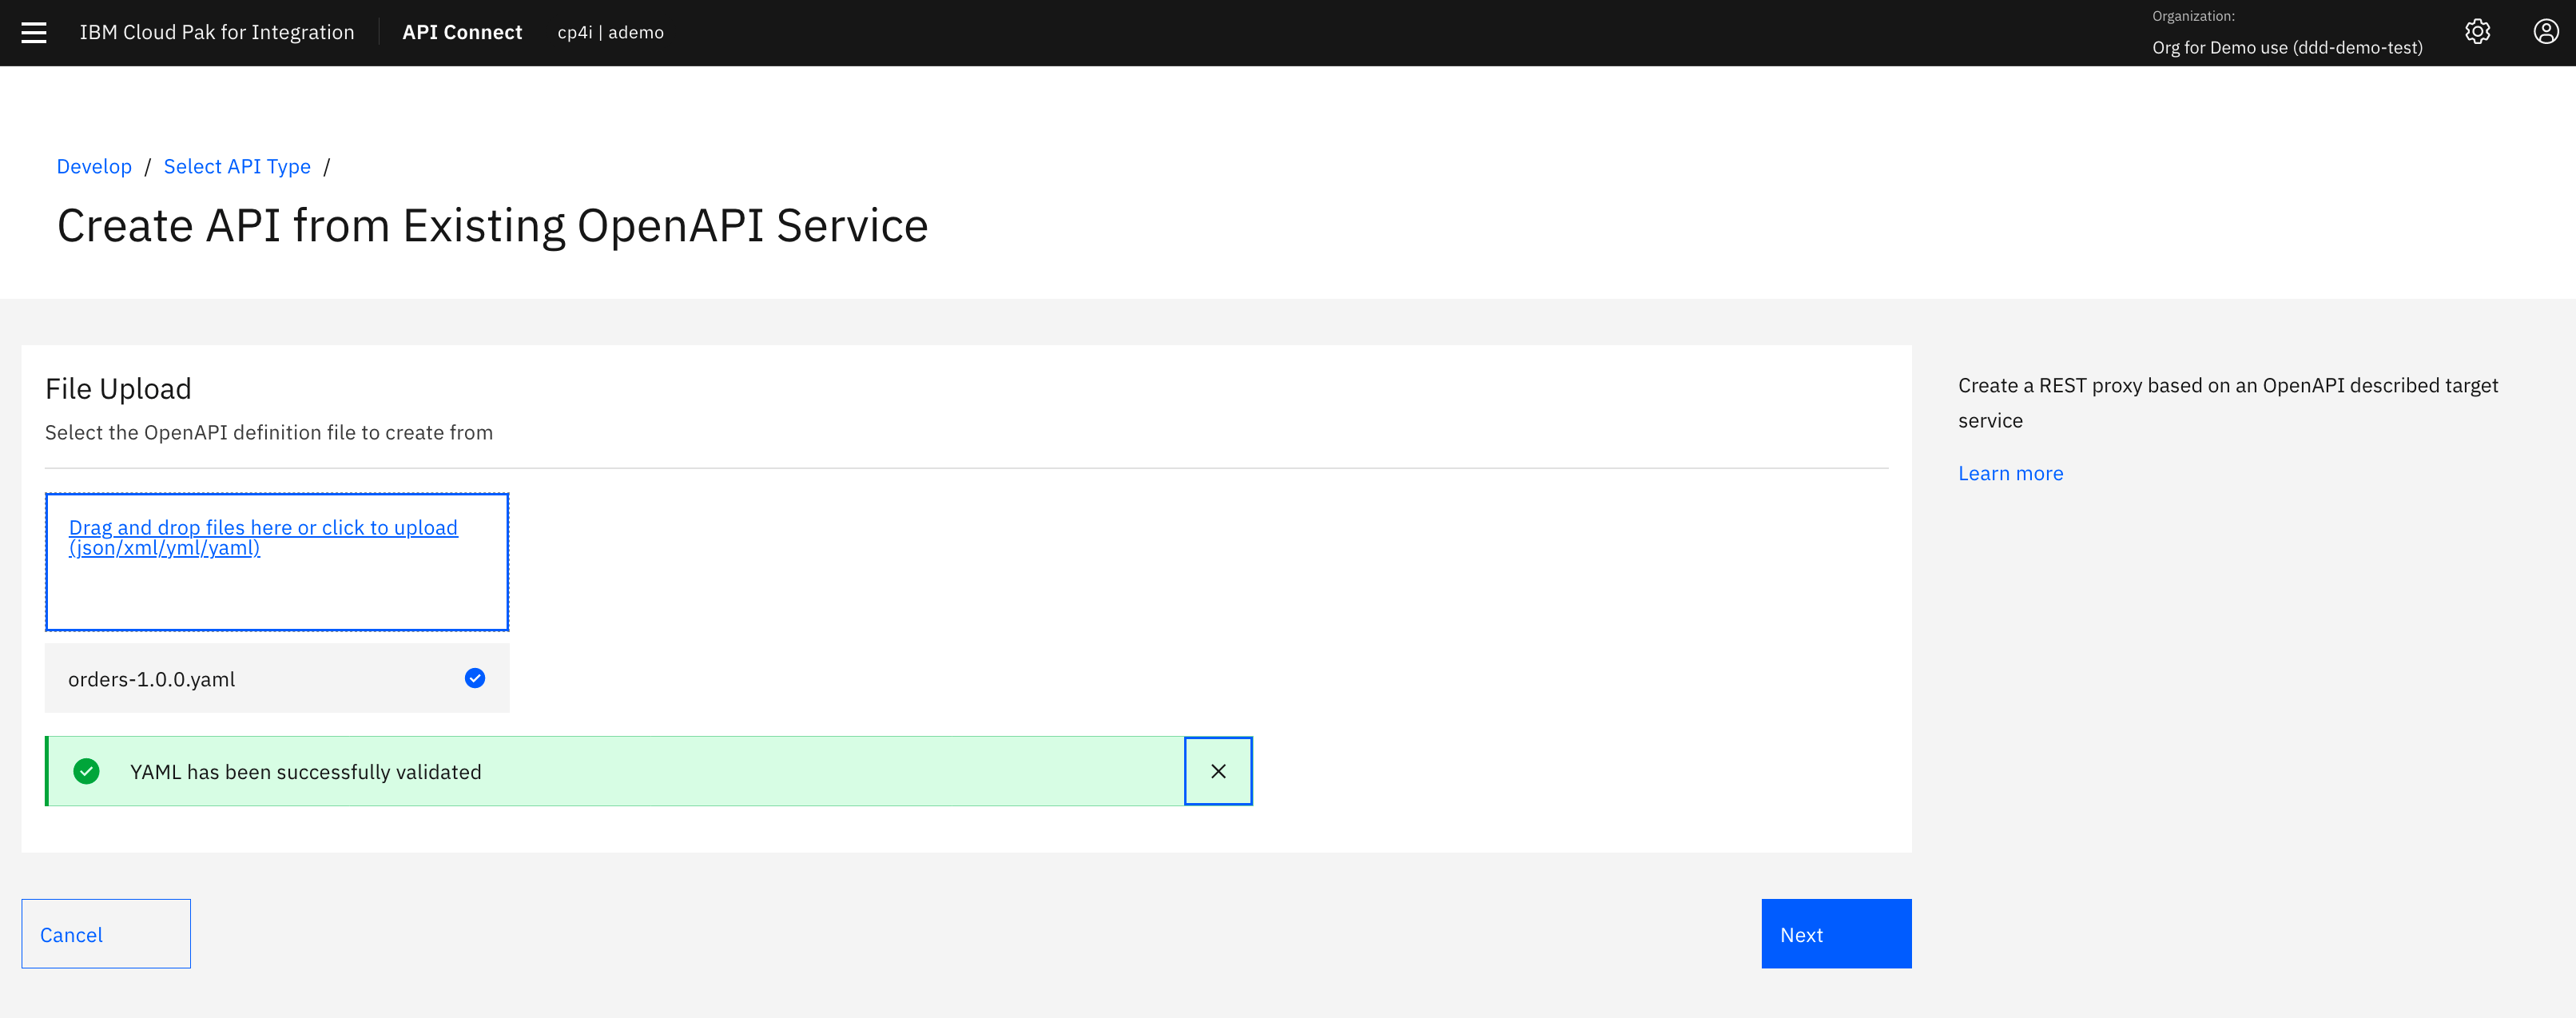 IBM Cloud Pak for Integration
API Connect
cp4i | ademo
Organization:
Org for Demo use (ddd-demo-test)
Develop / Select API Type /
Create API from Existing OpenAPI Service
File Upload
Select the OpenAPI definition file to create from
Drag and drop files here or click to upload
(json/xml/yml/yaml)
orders-1.0.0.yaml
YAML has been successfully validated
Create a REST proxy based on an OpenAPI described target
service
Learn more
Cancel
Next